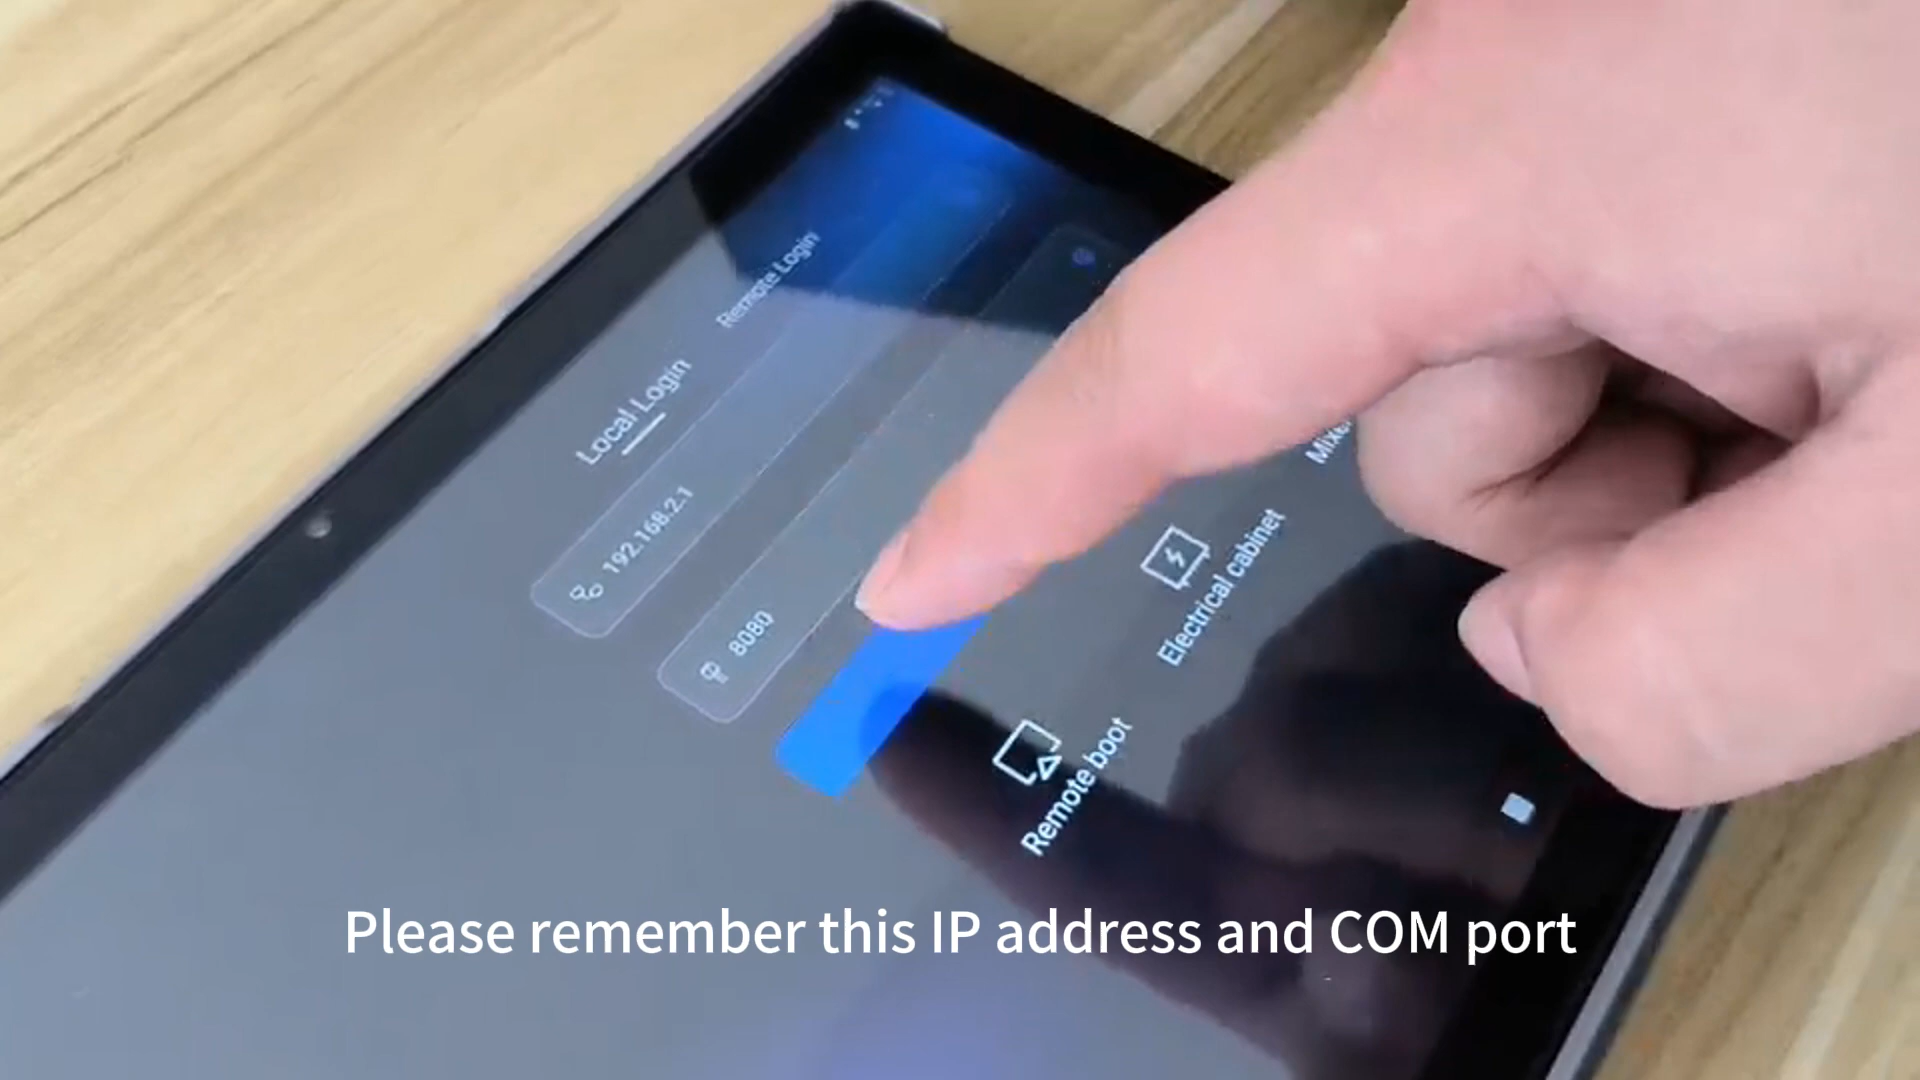 Remote Login
Local Login
192.168.2.1
8080
Electrical cabinet
Remote boot
Please remember this IP address and COM port